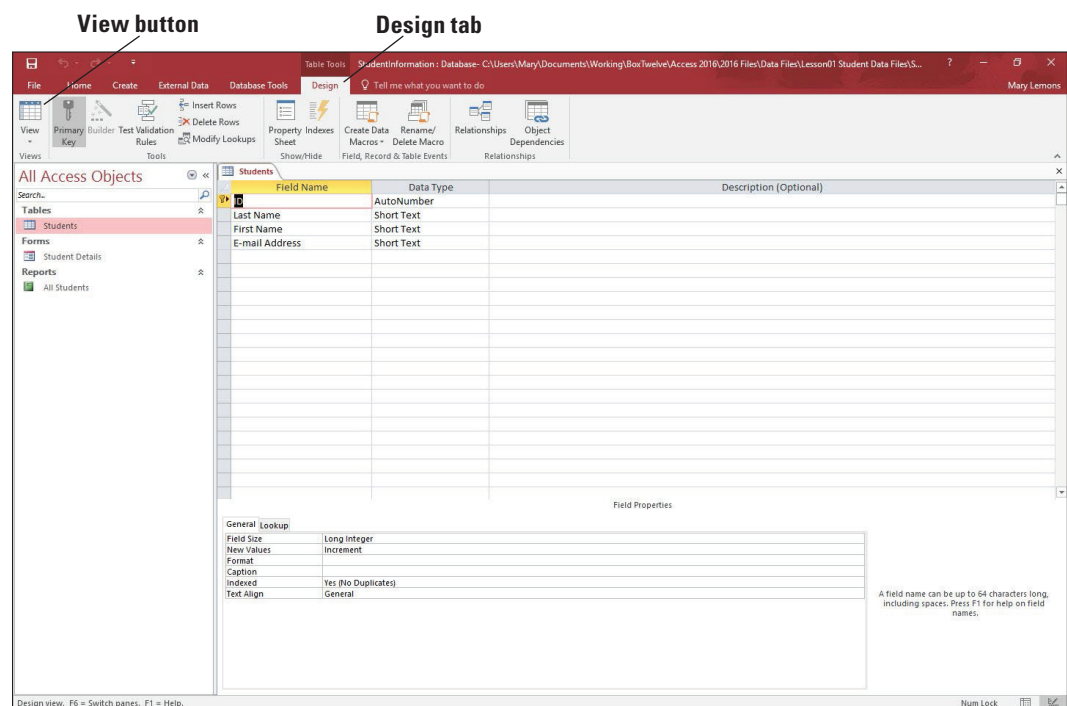 View button
Design tab
Table Tools
StudentInformation : Database- C:\Users\Mary\Documents\Working\BoxTwelve\Access 2016\2016 Files\Data Files\Lesson01 Student Data Files\S...
?
File Home Create External Data Database Tools Design Tell me what you want to do Mary Lemons
View
Primary Key
Builder
Test Validation Rules
Insert Rows
Delete Rows
Modify Lookups
Property Sheet
Indexes
Create Data Macros
Rename/ Delete Macro
Relationships
Object Dependencies
Views Tools Show/Hide Field, Record & Table Events Relationships
All Access Objects
Search..
Tables
Students
Forms
Student Details
Reports
All Students
Students
Field Name Data Type Description (Optional)
ID AutoNumber
Last Name Short Text
First Name Short Text
E-mail Address Short Text
Field Properties
General Lookup
Field Size Long Integer
New Values Increment
Format
Caption
Indexed Yes (No Duplicates)
Text Align General
A field name can be up to 64 characters long,
including spaces. Press F1 for help on field
names.
Design view. F6 = Switch panes. F1 = Help. Num Lock